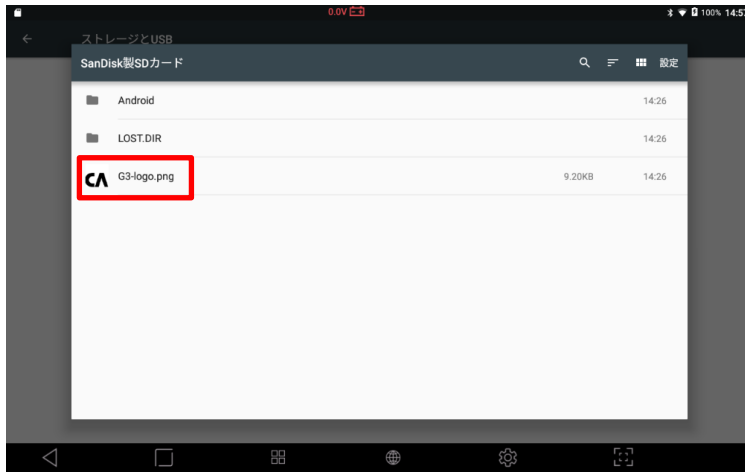 0.0V
100% 14:57
ストレージとUSB
SanDisk製SDカード
設定
Android 14:26
LOST.DIR 14:26
CA G3-logo.png 9.20KB 14:26